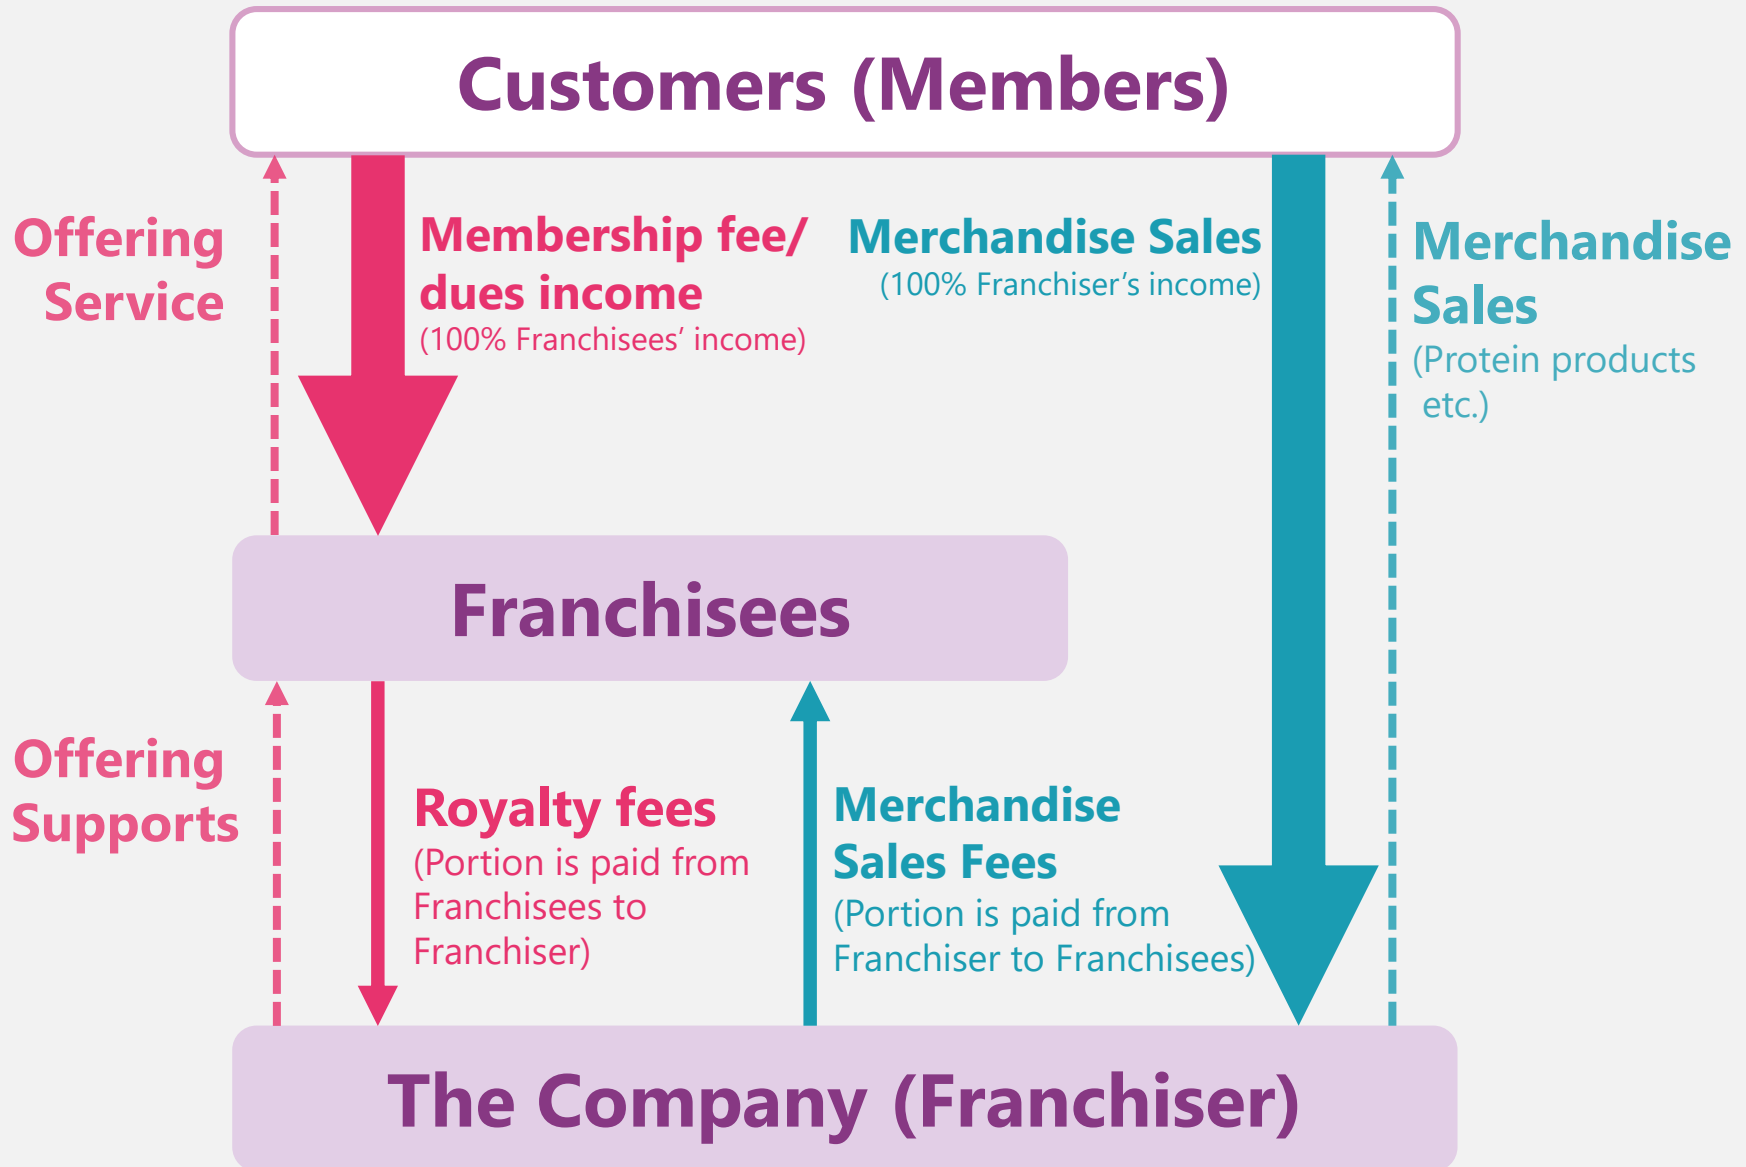 Customers (Members)
Offering
Service
Membership fee/
dues income
(100% Franchisees’ income)
Merchandise Sales
(100% Franchiser’s income)
Merchandise
Sales
(Protein products
etc.)
Franchisees
Offering
Supports
Royalty fees
(Portion is paid from
Franchisees to
Franchiser)
Merchandise
Sales Fees
(Portion is paid from
Franchiser to Franchisees)
The Company (Franchiser)